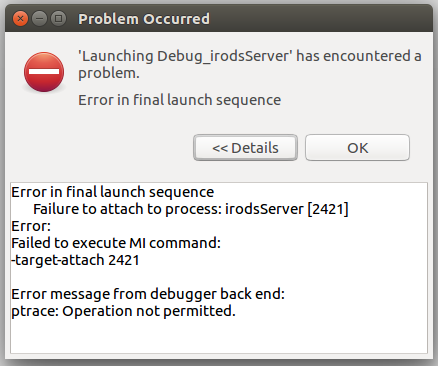 Problem Occurred
'Launching Debug_irodsServer' has encountered a
problem.
Error in final launch sequence
<< Details
OK
Error in final launch sequence
Failure to attach to process: irodsServer [2421]
Error:
Failed to execute MI command:
-target-attach 2421
Error message from debugger back end:
ptrace: Operation not permitted.